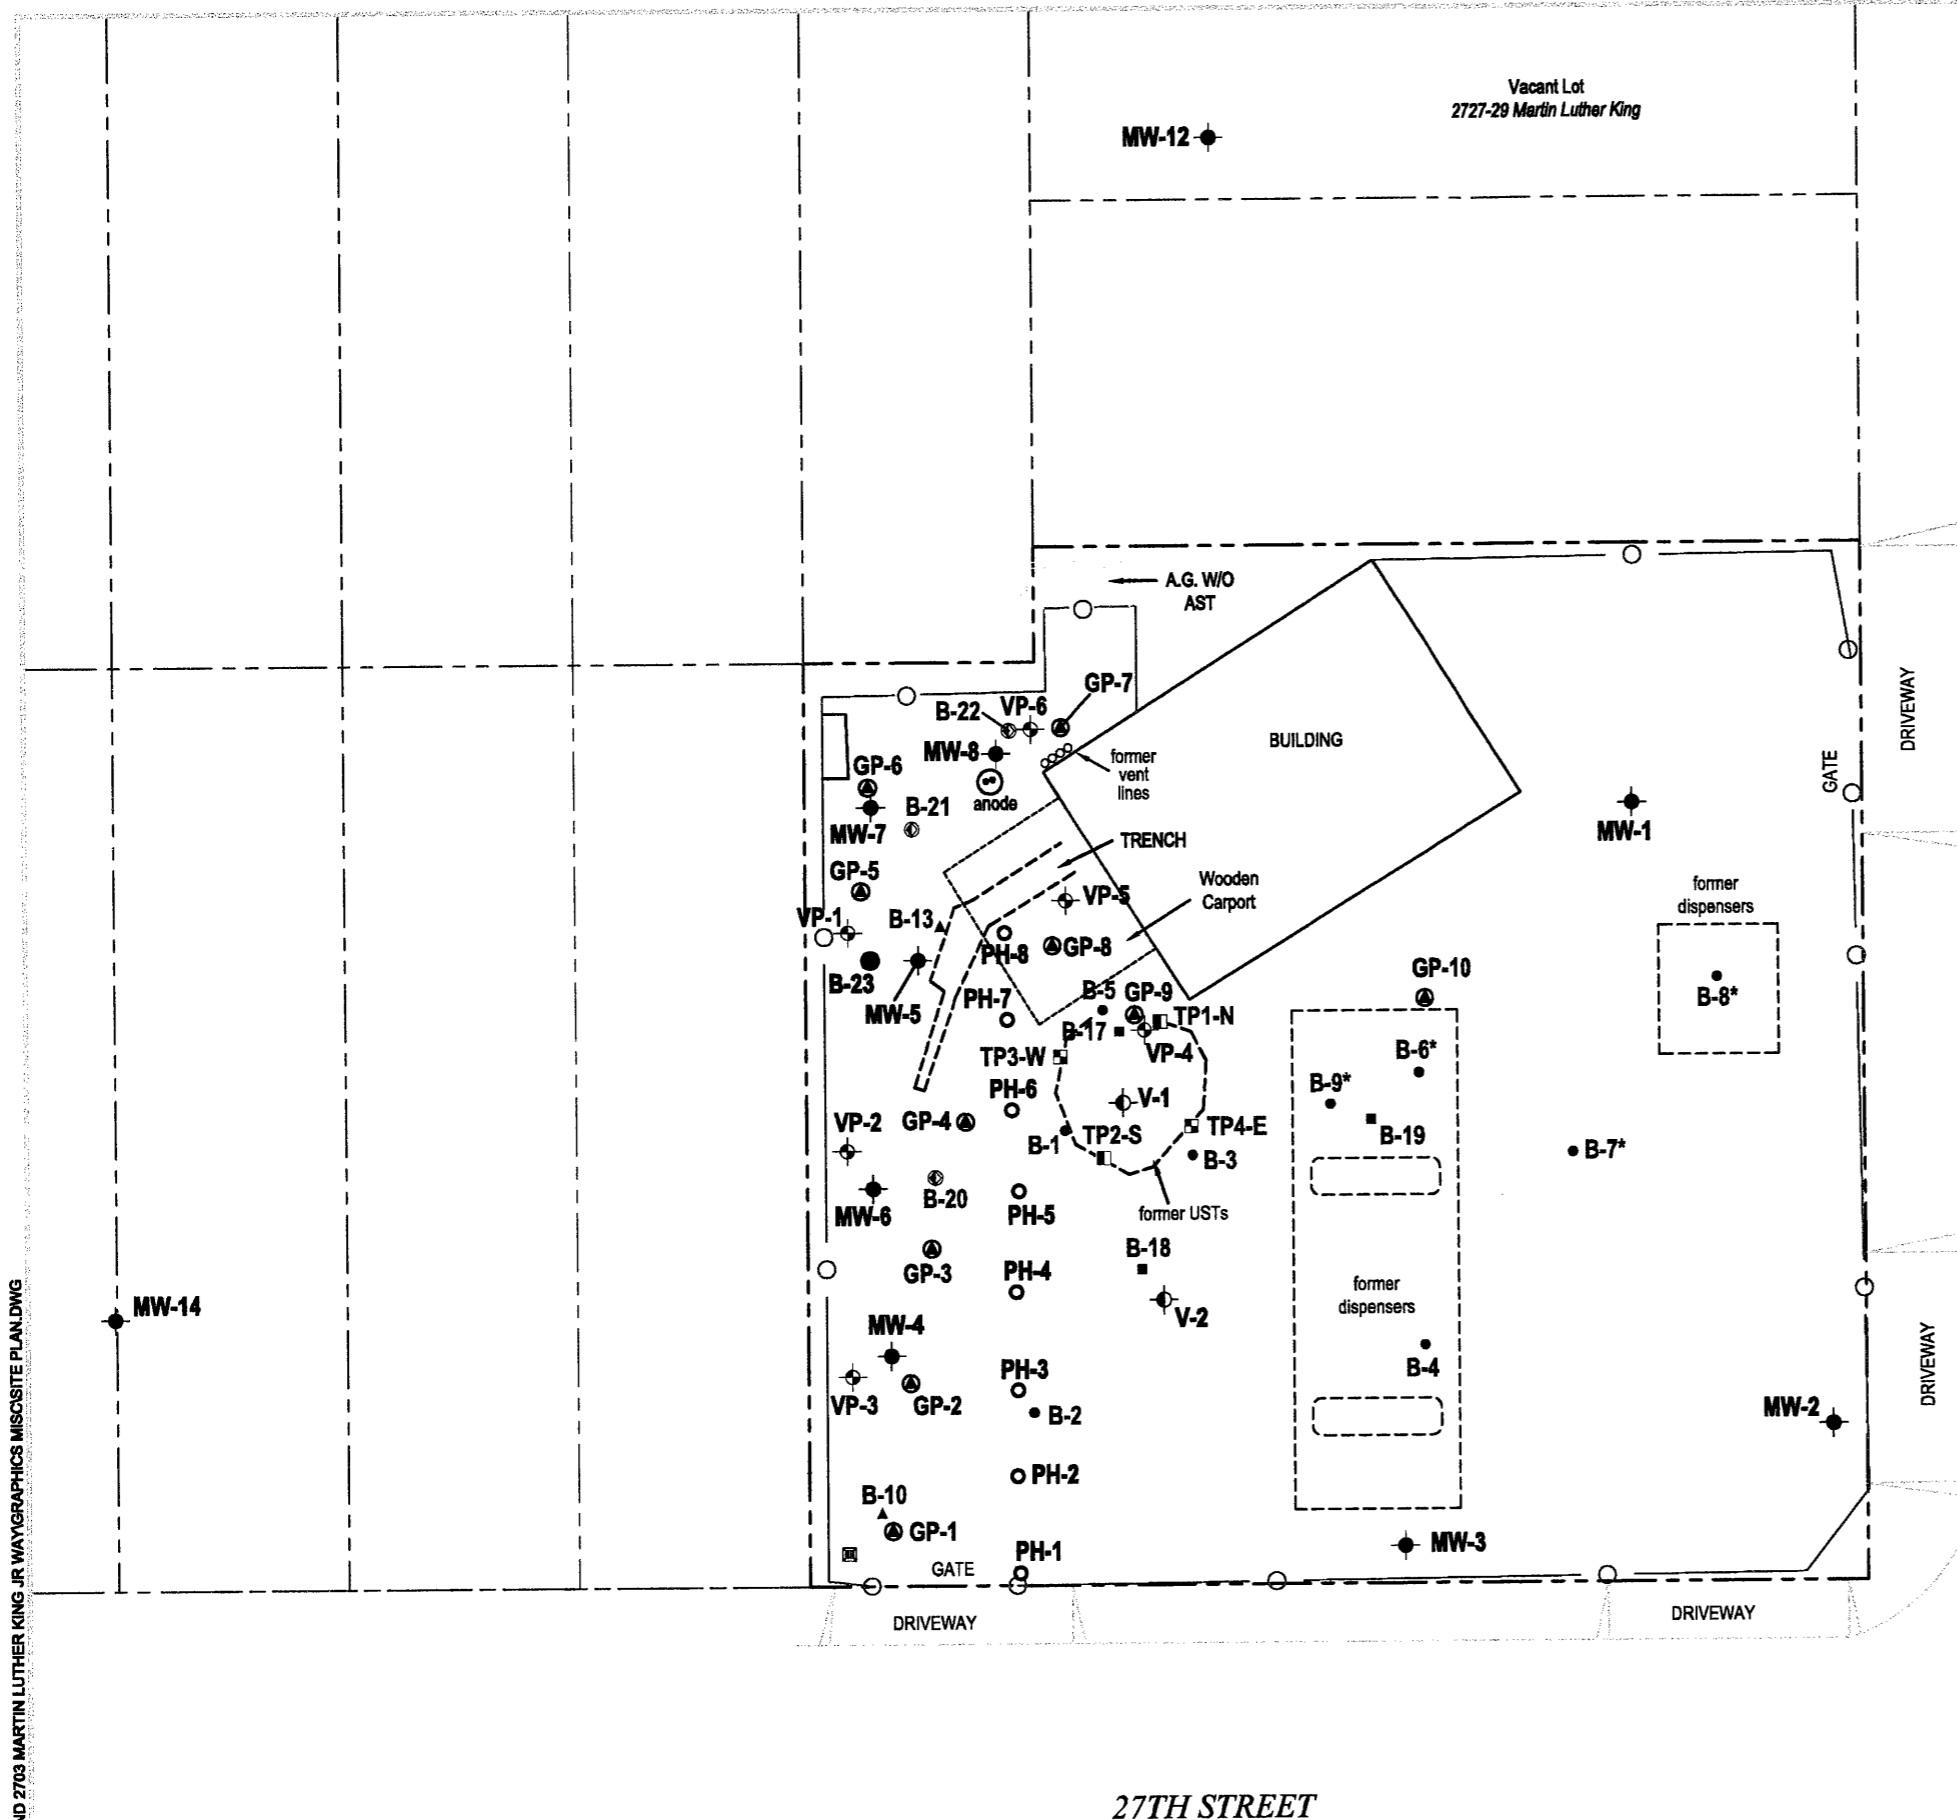 Vacant Lot
2727-29 Martin Luther King
MW-12
A.G. W/O
AST
GP-7
VP-6
B-22
MW-8
BUILDING
former
vent
lines
anode
GP-6
B-21
MW-7
DRIVEWAY
GATE
MW-1
TRENCH
GP-5
Wooden
Carport
former
dispensers
VP-5
VP-1
B-13
PH-8
GP-8
B-23
GP-10
B-8*
MW-5
PH-7
B-5
GP-9
TP1-N
B-17
VP-4
TP3-W
B-6*
PH-6
B-9*
V-1
VP-2
GP-4
B-1
TP2-S
TP4-E
B-19
B-7*
B-3
B-20
MW-6
PH-5
former USTs
B-18
GP-3
PH-4
former
dispensers
MW-14
V-2
MW-4
DRIVEWAY
PH-3
B-4
VP-3
GP-2
B-2
MW-2
PH-2
B-10
GP-1
MW-3
PH-1
GATE
DRIVEWAY
DRIVEWAY
ND 2703 MARTIN LUTHER KING JR WAY\GRAPHICS MISC\SITE PLAN.DWG
27TH STREET